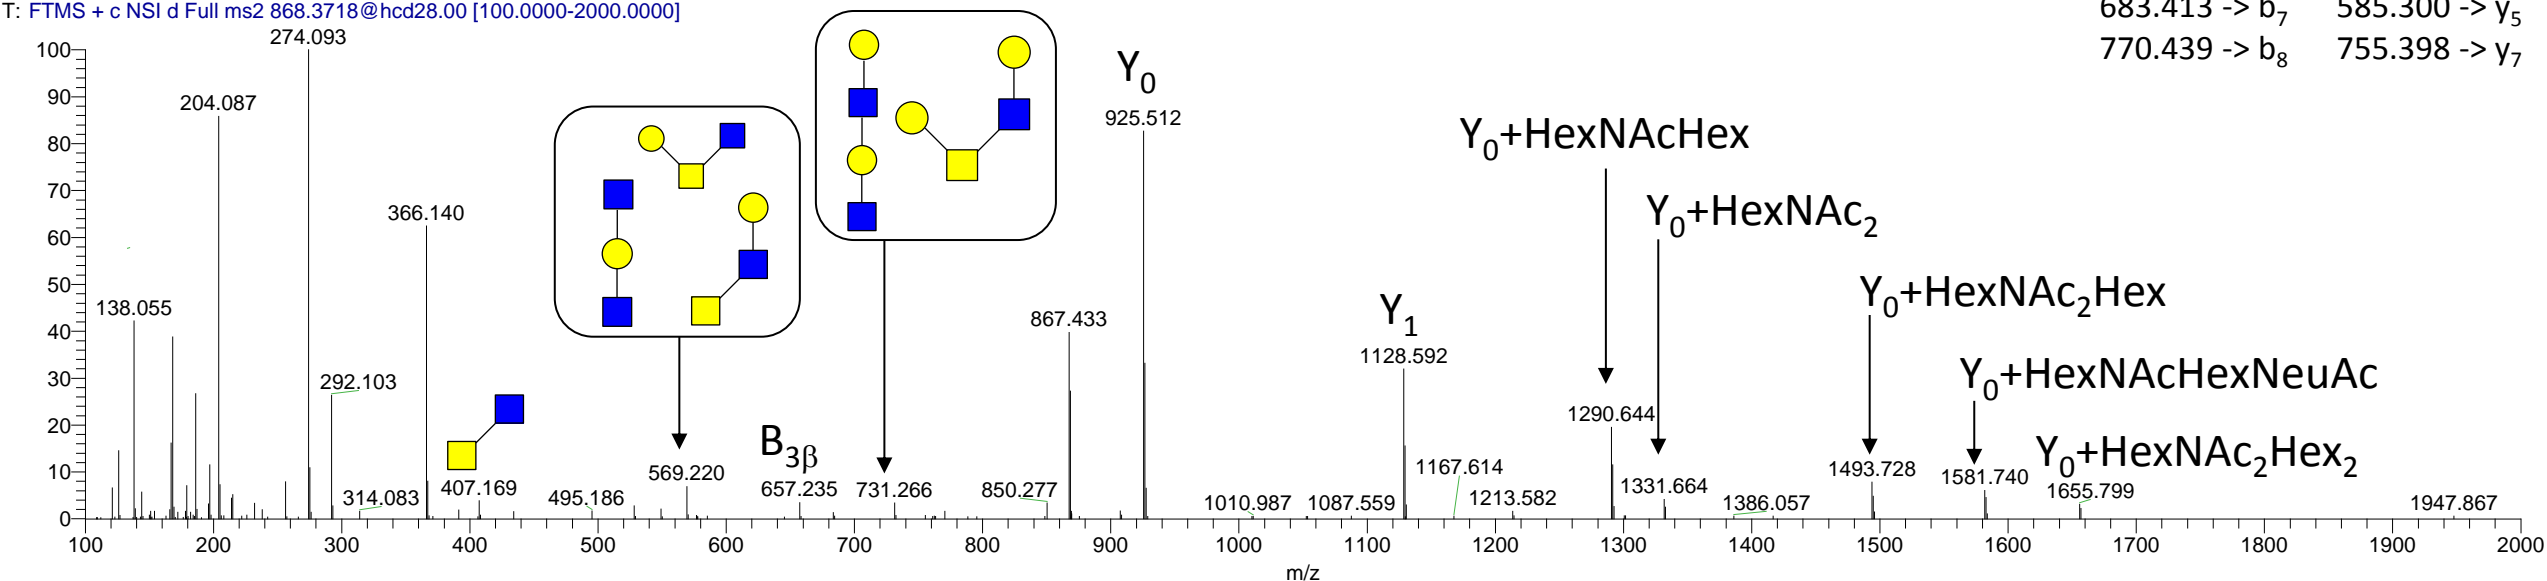 T: FTMS + c NSI d Full ms2 868.3718@hcd28.00 [100.0000-2000.0000]
683.413 -> b7 585.300 -> y5
770.439 -> b8 755.398 -> y7
274.093
204.087
366.140
138.055
292.103
314.083
407.169
495.186
569.220
B3β
657.235
731.266
850.277
867.433
Y0
925.512
1010.987
1087.559
Y1
1128.592
1167.614
1213.582
Y0+HexNAcHex
1290.644
Y0+HexNAc2
1331.664
1386.057
Y0+HexNAc2Hex
1493.728
Y0+HexNAcHexNeuAc
1581.740
Y0+HexNAc2Hex2
1655.799
1947.867
100
90
80
70
60
50
40
30
20
10
0
100 200 300 400 500 600 700 800 900 1000 1100 1200 1300 1400 1500 1600 1700 1800 1900 2000
m/z